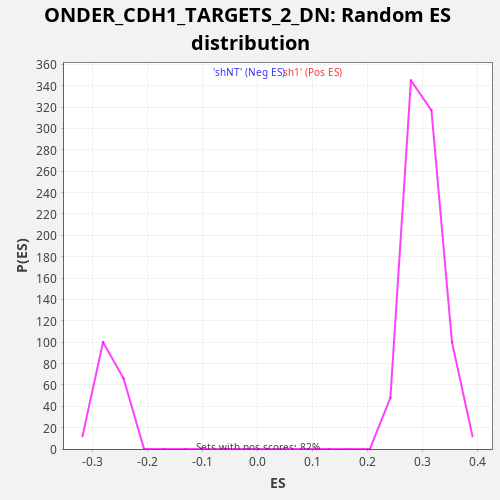 ONDER_CDH1_TARGETS_2_DN: Random ES
distribution
'shNT' (Neg ES)
sh1' (Pos ES)
360
340
320
300
280
260
240
220
200
180
160
140
120
100
80
60
40
20
0
P(ES)
Sets with pos scores: 82%
-0.3 -0.2 -0.1 0.0 0.1 0.2 0.3 0.4
ES